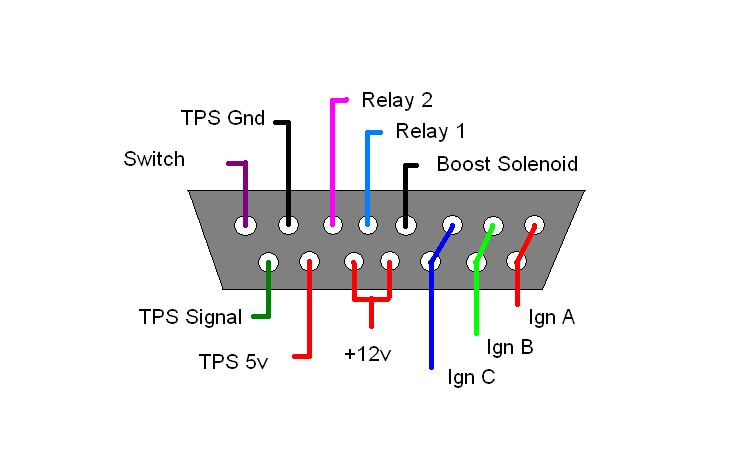 Relay 2
TPS Gnd
Relay 1
Switch
Boost Solenoid
TPS Signal
Ign A
Ign B
+12v
TPS 5v
Ign C